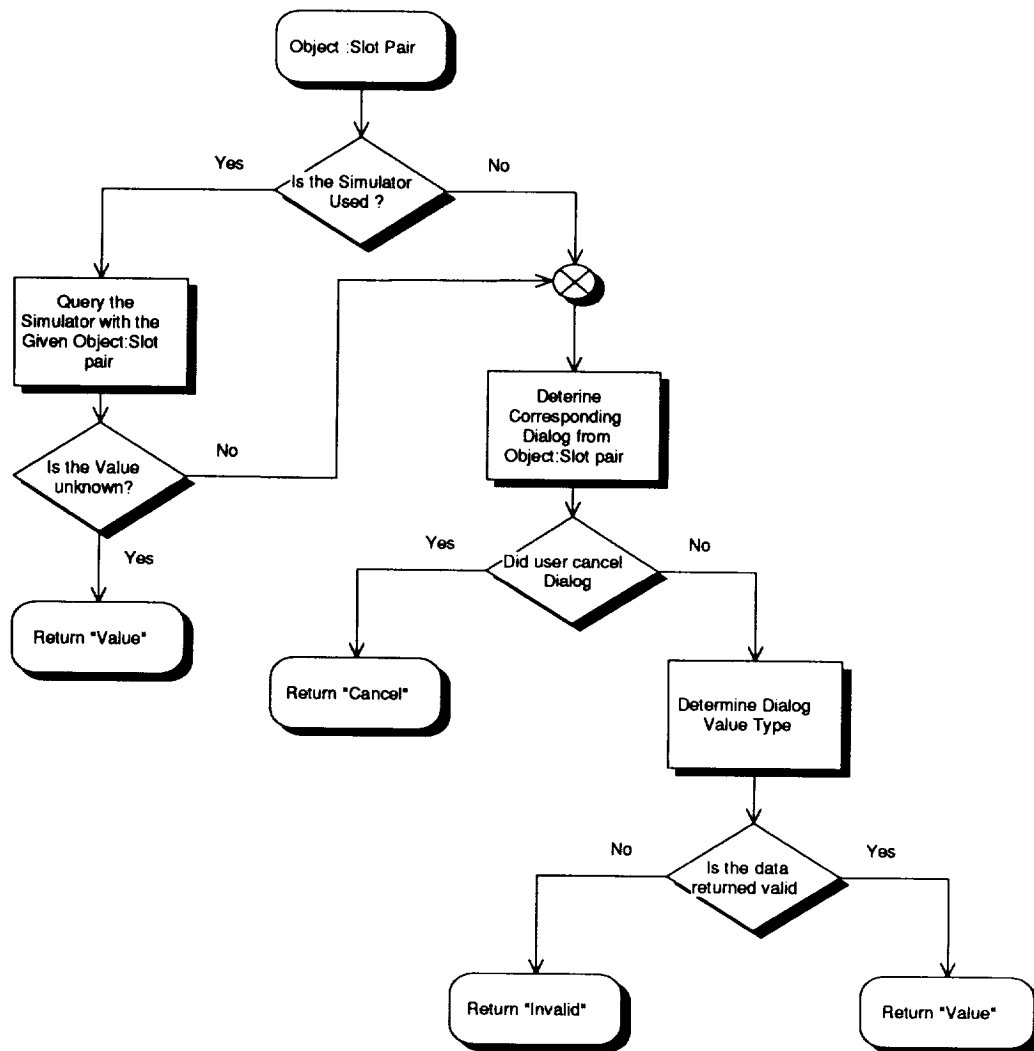 Object :Slot Pair
Yes
No
Is the Simulator
Used ?
Query the
Simulator with the
Given Object:Slot
pair
Deterine
Corresponding
Dialog from
Object:Slot pair
No
Is the Value
unknown?
Yes
Yes
No
Did user cancel
Dialog
Return "Value"
Return "Cancel"
Determine Dialog
Value Type
No
Yes
Is the data
returned valid
Return "Invalid"
Return "Value"